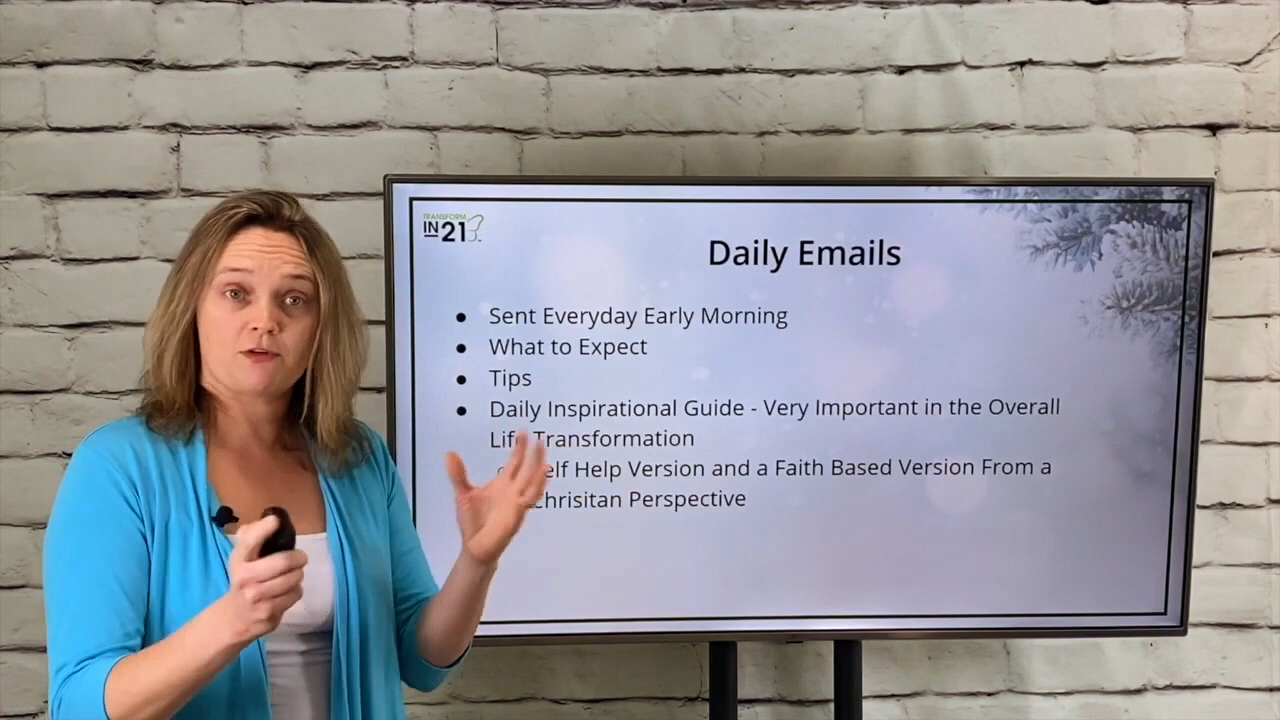 TRANSFORM
IN 21
Daily Emails
● Sent Everyday Early Morning
● What to Expect
● Tips
● Daily Inspirational Guide - Very Important in the Overall
Transformation
Help Version and a Faith Based Version From a
Chrisitan Perspective